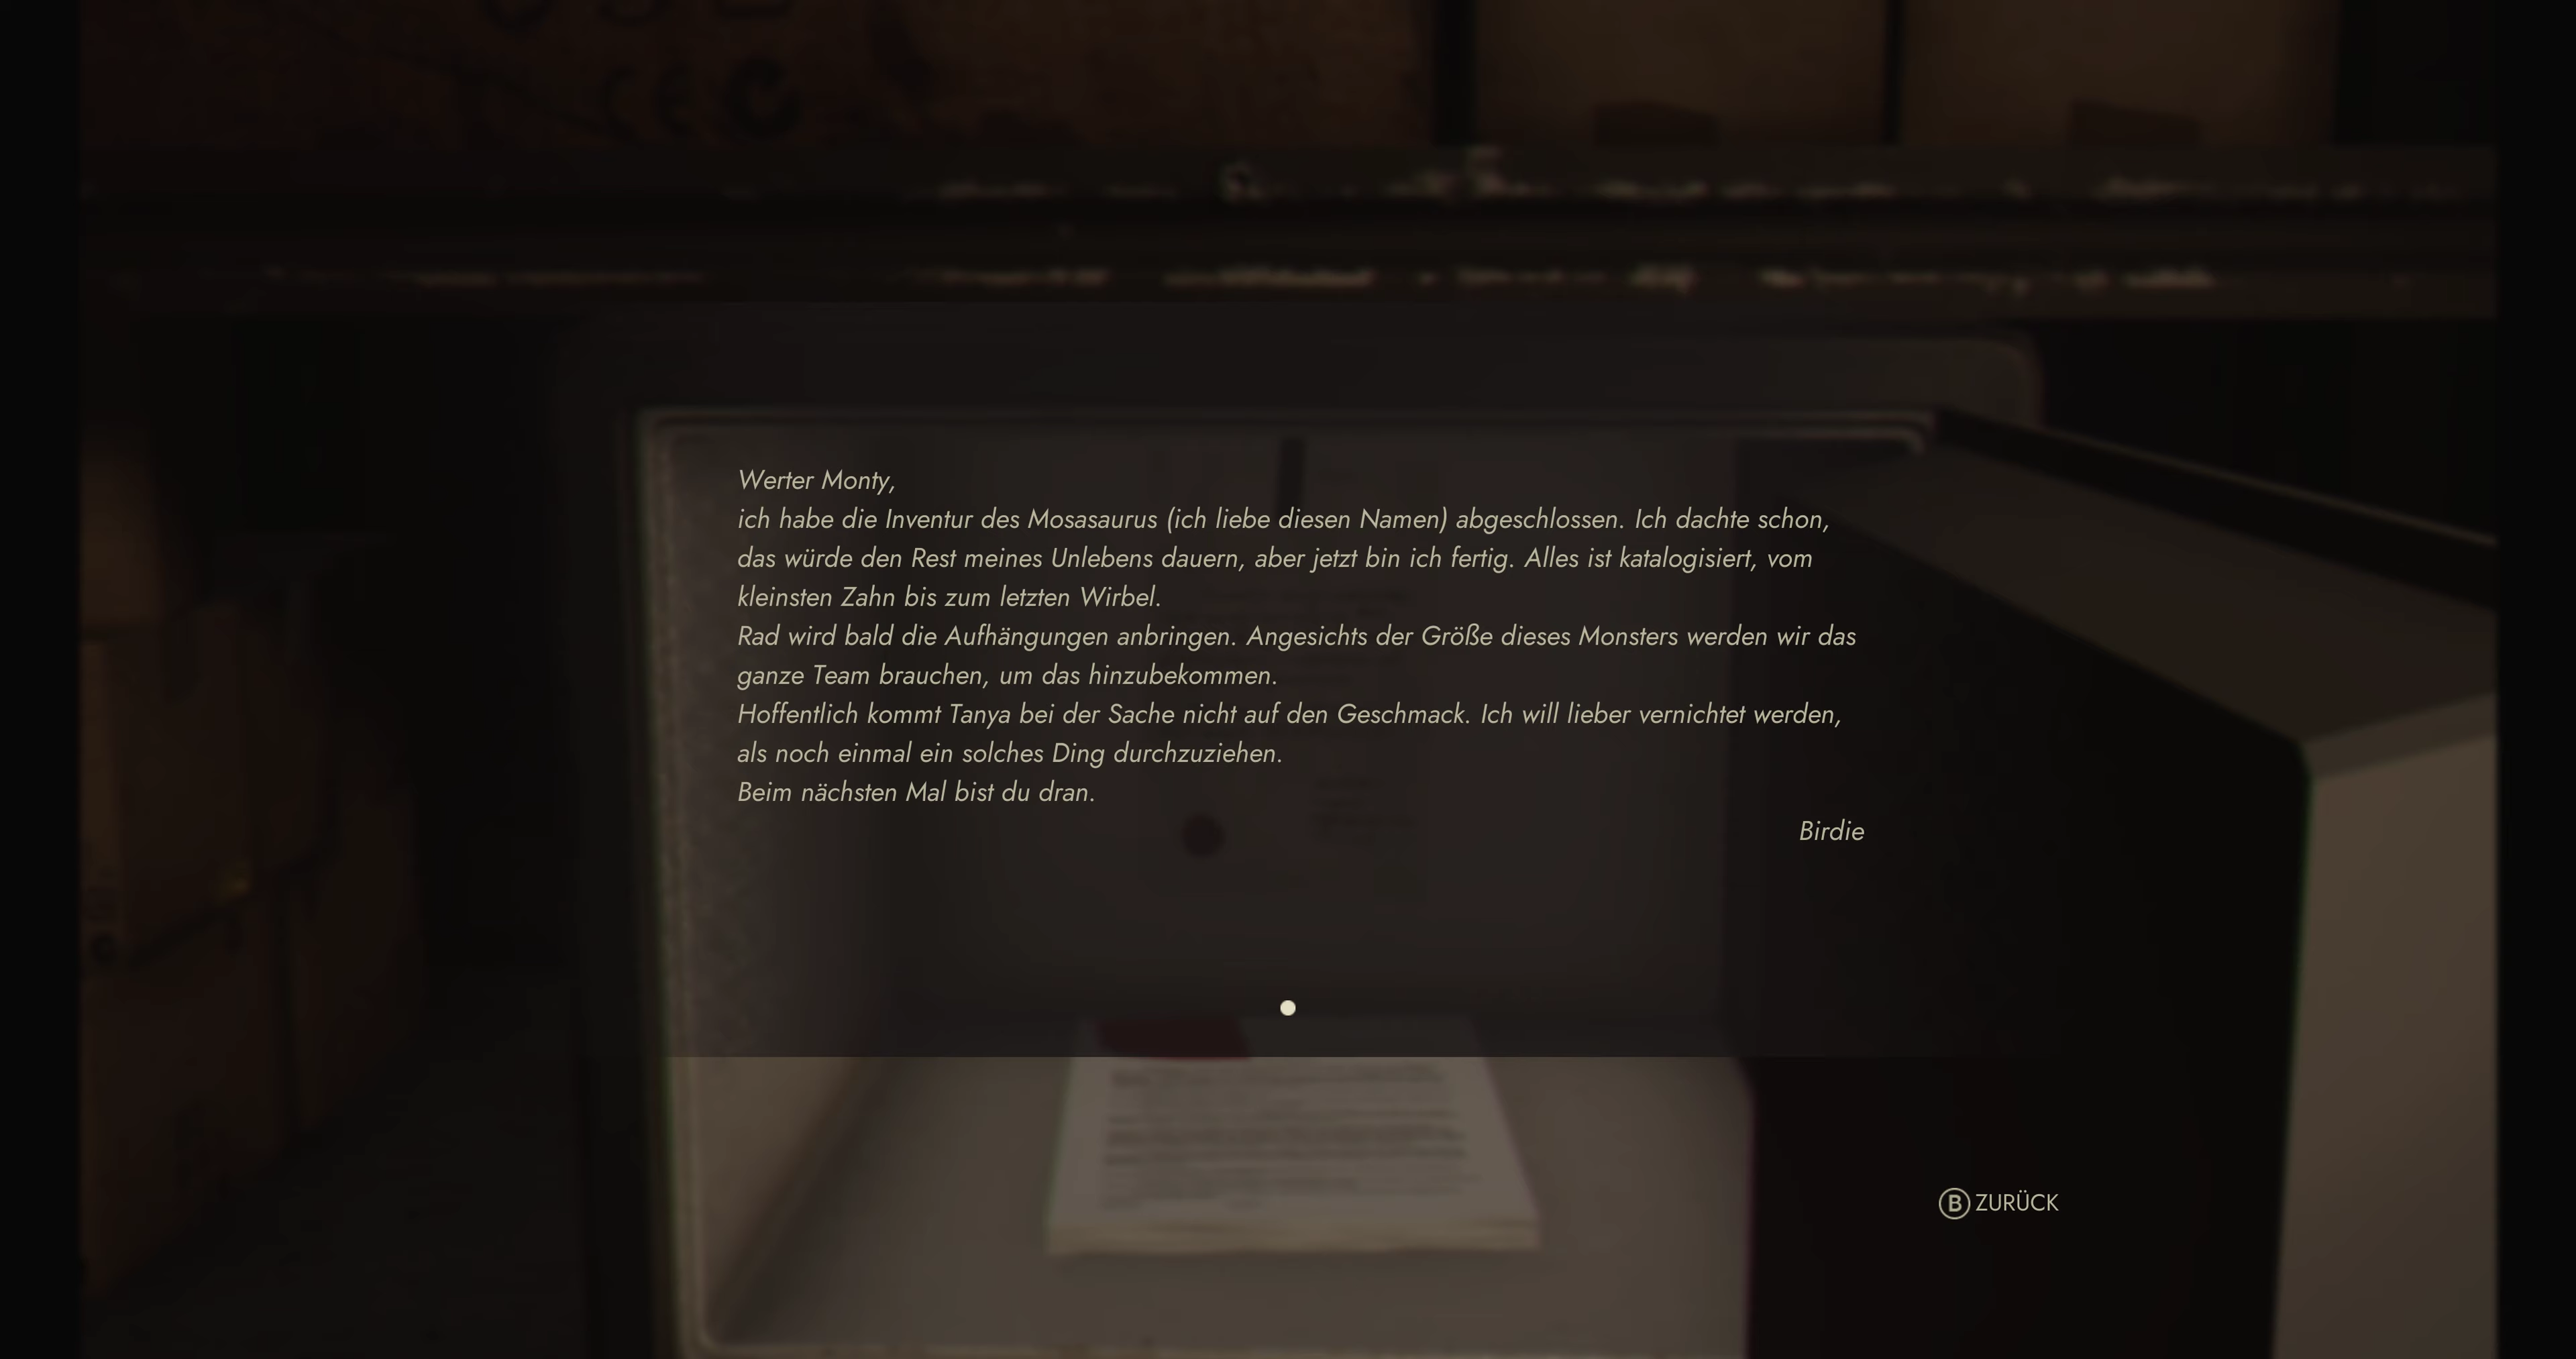 Werter Monty,
ich habe die Inventur des Mosasaurus (ich liebe diesen Namen) abgeschlossen. Ich dachte schon,
das würde den Rest meines Unlebens dauern, aber jetzt bin ich fertig. Alles ist katalogisiert, vom
kleinsten Zahn bis zum letzten Wirbel.
Rad wird bald die Aufhängungen anbringen. Angesichts der Größe dieses Monsters werden wir das
ganze Team brauchen, um das hinzubekommen.
Hoffentlich kommt Tanya bei der Sache nicht auf den Geschmack. Ich will lieber vernichtet werden,
als noch einmal ein solches Ding durchzuziehen.
Beim nächsten Mal bist du dran.
Birdie
B ZURÜCK